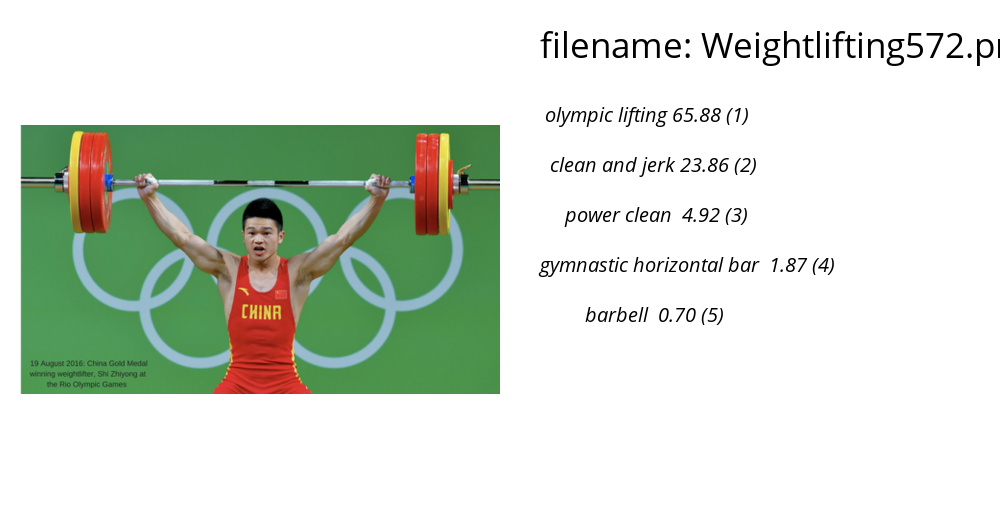 filename: Weightlifting572.pn
olympic lifting 65.88 (1)
clean and jerk 23.86 (2)
power clean 4.92 (3)
gymnastic horizontal bar 1.87 (4)
barbell 0.70 (5)
CHINA
19 August 2016: China Gold Medal
winning weightlifter, Shi Zhiyong at
the Rio Olympic Games